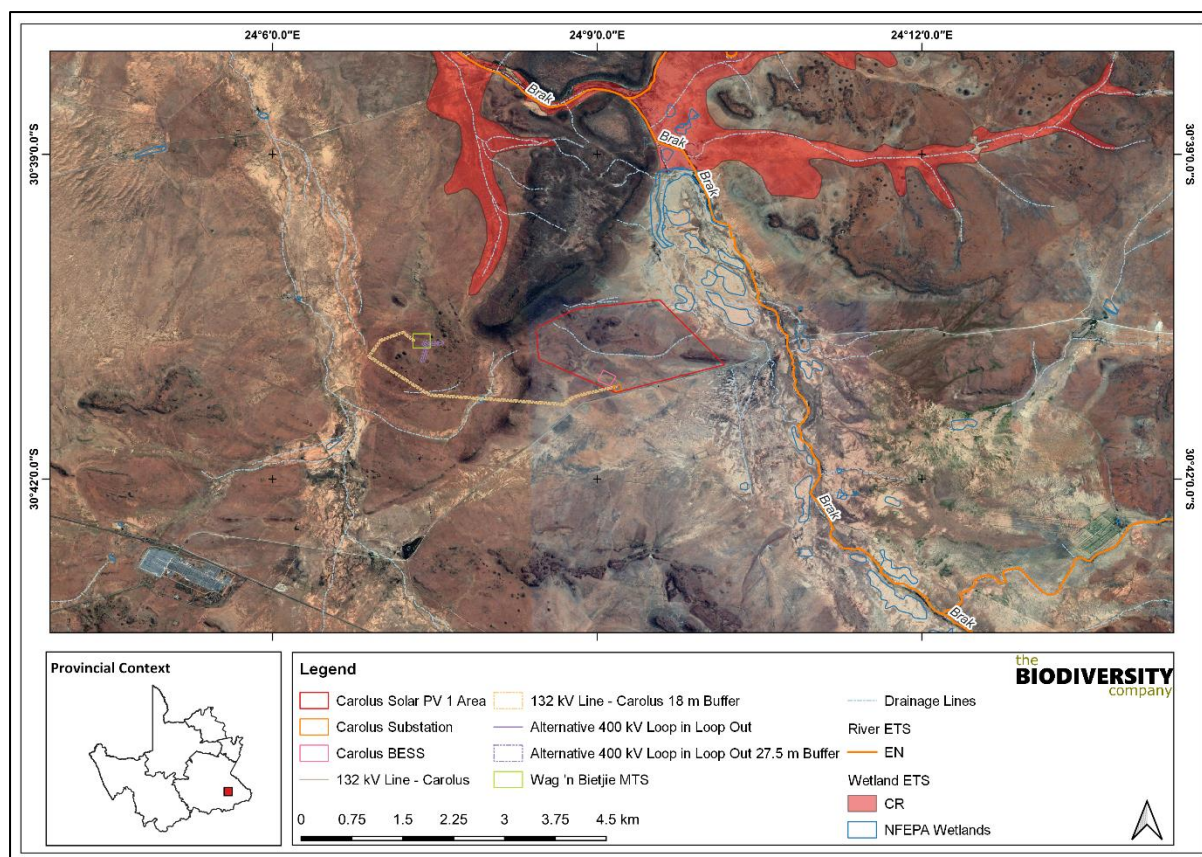 24°6'0.0"E
24°9'0.0"E
24°12'0.0"E
30°39'0.0"S
30°39'0.0"S
30°42'0.0"S
30°42'0.0"S
Brak
Brak
Brak
Brak
Brak
Provincial Context
Legend
Carolus Solar PV 1 Area
Carolus Substation
Carolus BESS
132 kV Line - Carolus
132 kV Line - Carolus 18 m Buffer
Alternative 400 kV Loop in Loop Out
Alternative 400 kV Loop in Loop Out 27.5 m Buffer
Wag 'n Bietjie MTS
Drainage Lines
River ETS
EN
Wetland ETS
CR
NFEPA Wetlands
0 0.75 1.5 2.25 3 3.75 4.5 km
the
BIODIVERSITY
company